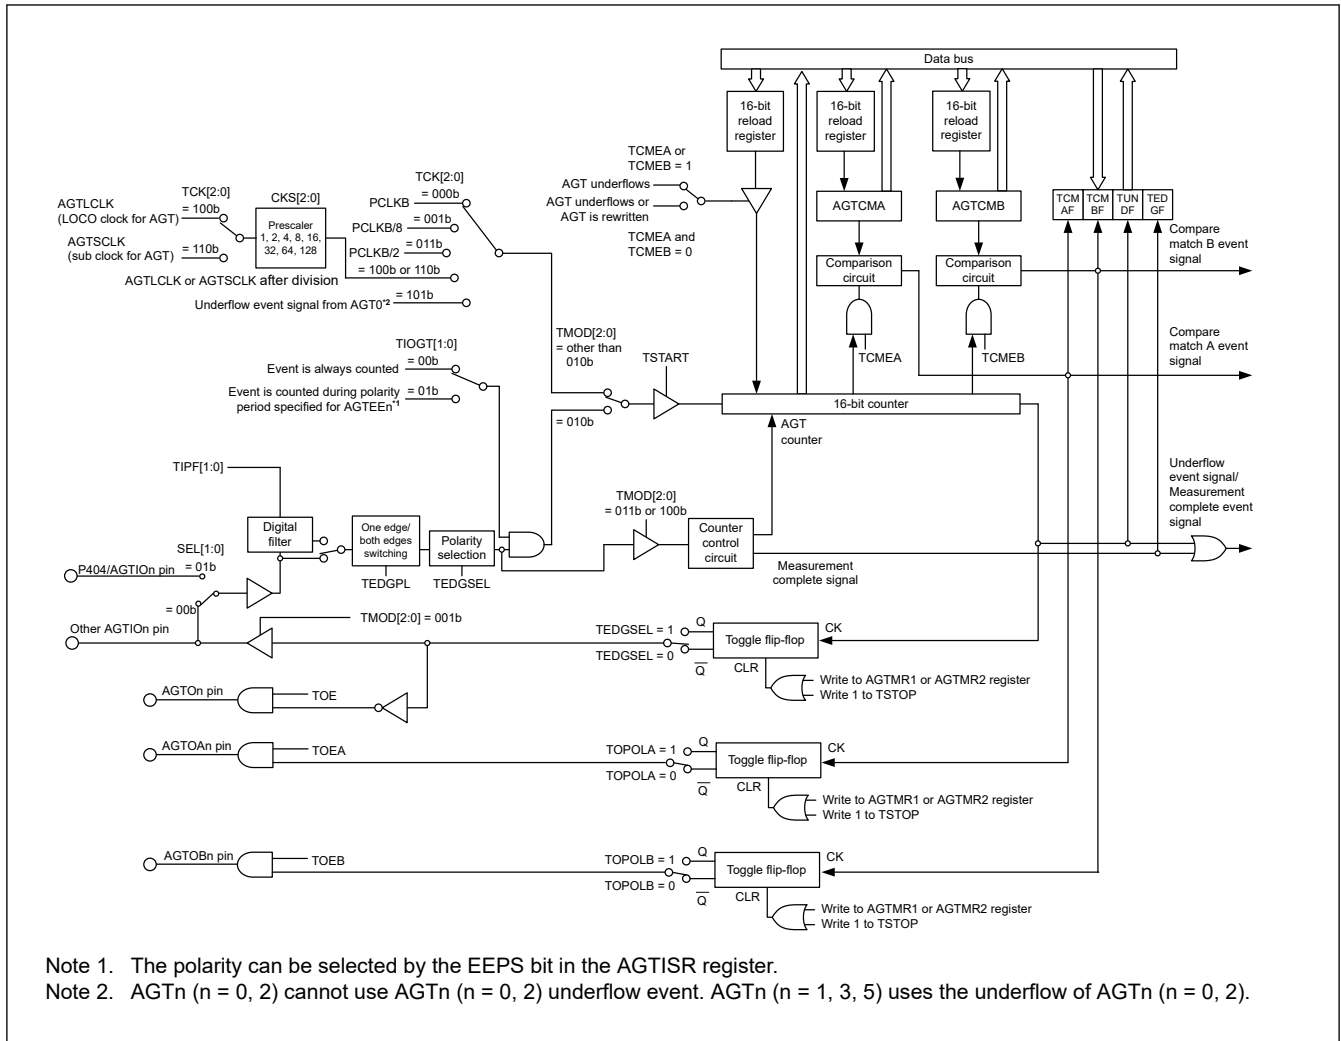 Data bus
16-bit
reload
register
16-bit
reload
register
16-bit
reload
register
TCMEA or
TCMEB = 1
AGT underflows
AGT underflows or
AGT is rewritten
TCMEA and
TCMEB = 0
TCK[2:0]
= 000b
PCLKB
= 001b
PCLKB/8
= 011b
PCLKB/2
= 100b or 110b
AGTLCLK or AGTSCLK after division
= 101b
Underflow event signal from AGT0*2
TCK[2:0]
CKS[2:0]
AGTLCLK
(LOCO clock for AGT)
= 100b
AGTSCLK
(sub clock for AGT)
= 110b
Prescaler
1, 2, 4, 8, 16,
32, 64, 128
AGTCMA
AGTCMB
TCM
AF
TCM
BF
TUN
DF
TED
GF
Comparison
circuit
Comparison
circuit
Compare
match B event
signal
TCMEA
TCMEB
Compare
match A event
signal
TIOGT[1:0]
= 00b
Event is always counted
Event is counted during polarity
period specified for AGTEEn*1
= 01b
TMOD[2:0]
= other than
010b
= 010b
TSTART
16-bit counter
AGT
counter
TIPF[1:0]
Digital
filter
One edge/
both edges
switching
Polarity
selection
TEDGPL
TEDGSEL
TMOD[2:0]
= 011b or 100b
Counter
control
circuit
Measurement
complete signal
Underflow
event signal/
Measurement
complete event
signal
SEL[1:0]
P404/AGTIOn pin
= 01b
= 00b
Other AGTIOn pin
TMOD[2:0] = 001b
TEDGSEL = 1
TEDGSEL = 0
Q
Q
Toggle flip-flop
CK
CLR
Write to AGTMR1 or AGTMR2 register
Write 1 to TSTOP
AGTOn pin
TOE
AGTOAn pin
TOEA
TOPOLA = 1
TOPOLA = 0
Q
Q
Toggle flip-flop
CK
CLR
Write to AGTMR1 or AGTMR2 register
Write 1 to TSTOP
AGTOBn pin
TOEB
TOPOLB = 1
TOPOLB = 0
Q
Q
Toggle flip-flop
CK
CLR
Write to AGTMR1 or AGTMR2 register
Write 1 to TSTOP
Note 1. The polarity can be selected by the EEPS bit in the AGTISR register.
Note 2. AGTn (n = 0, 2) cannot use AGTn (n = 0, 2) underflow event. AGTn (n = 1, 3, 5) uses the underflow of AGTn (n = 0, 2).